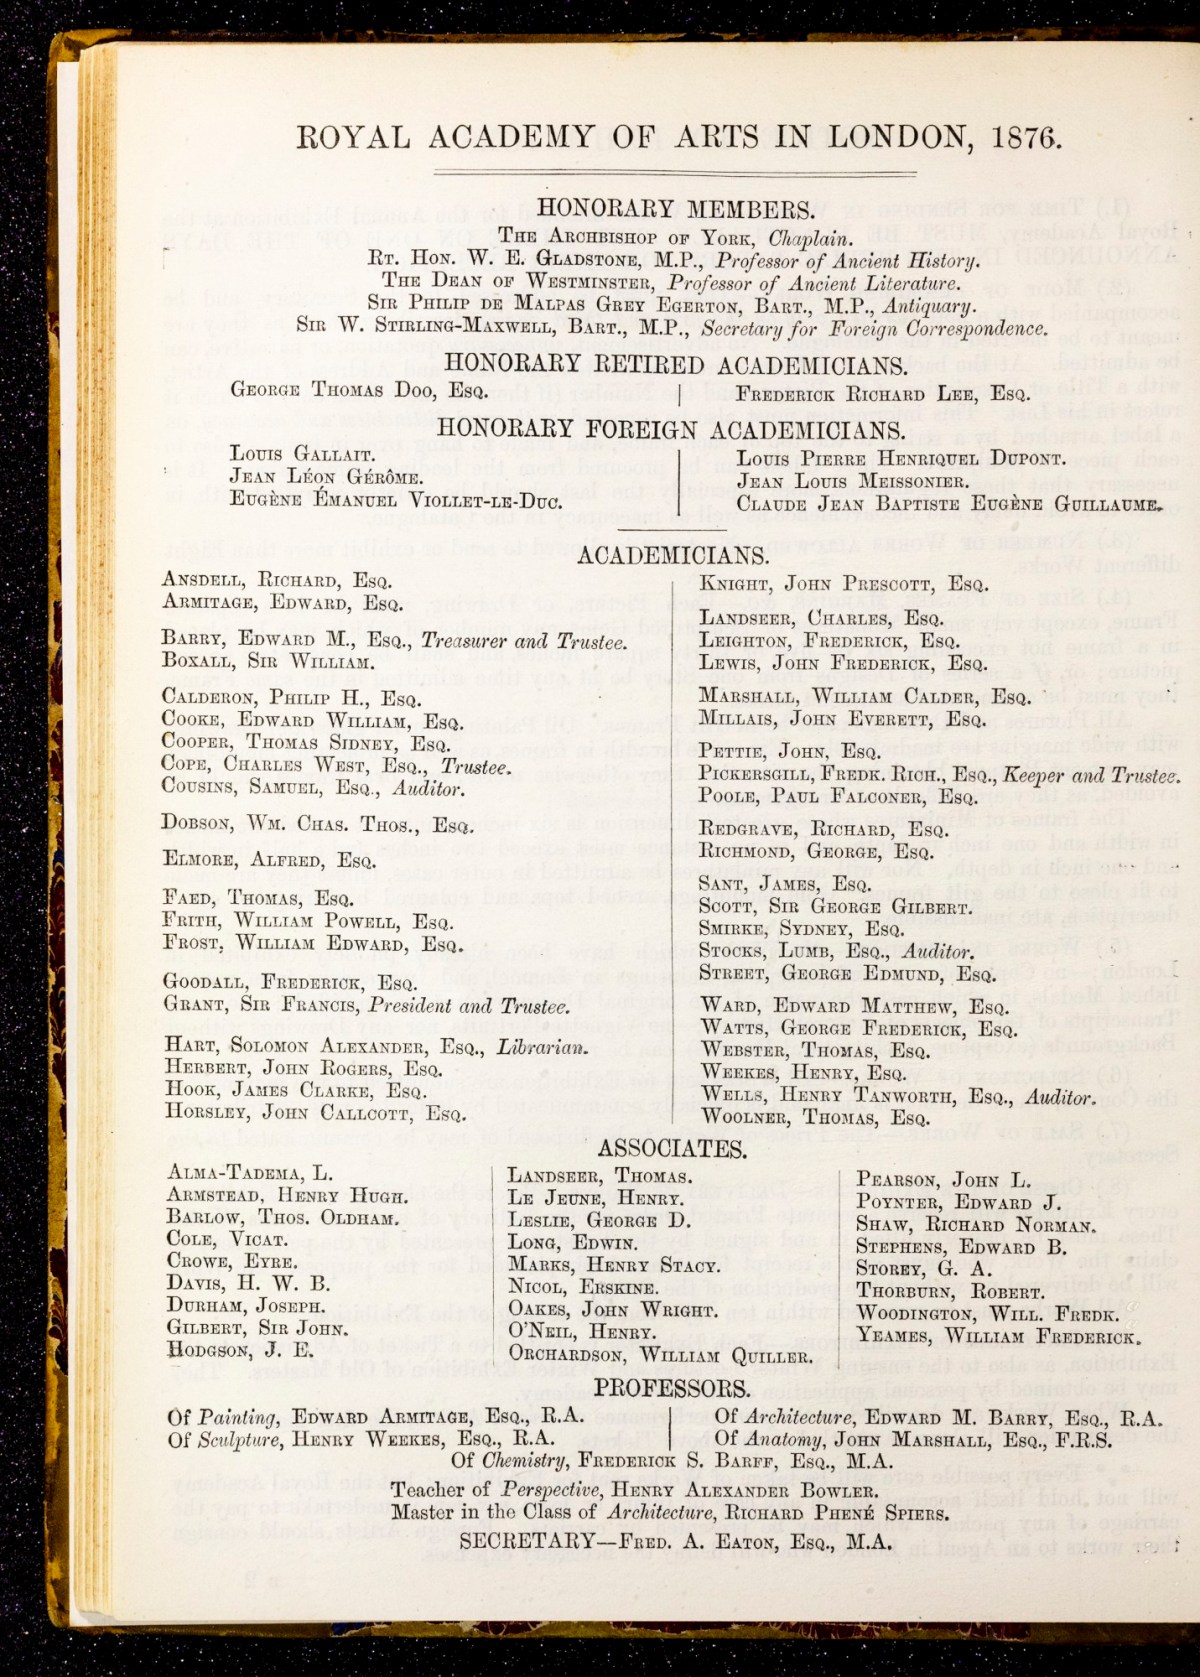 ROYAL ACADEMY OF ARTS IN LONDON, 1876.
HONORARY MEMBERS.
THE ARCHBISHOP OF YORK, Chaplain.
RT. HON. W. E. GLADSTONE, M.P., Professor of Ancient History.
THE DEAN OF WESTMINSTER, Professor of Ancient Literature.
SIR PHILIP DE MALPAS GREY EGERTON, BART., M.P., Antiquary.
SIR W. STIRLING-MAXWELL, BART., M.P., Secretary for Foreign Correspondence.
HONORARY RETIRED ACADEMICIANS.
GEORGE THOMAS DOO, ESQ.
FREDERICK RICHARD LEE, ESQ.
HONORARY FOREIGN ACADEMICIANS.
LOUIS GALLAIT.
JEAN LÉON GÉRÔME.
EUGÈNE ÉMANUEL VIOLLET-LE-DUC.
LOUIS PIERRE HENRIQUEL DUPONT.
JEAN LOUIS MEISSONIER.
CLAUDE JEAN BAPTISTE EUGÈNE GUILLAUME.
ACADEMICIANS.
ANSDELL, RICHARD, ESQ.
ARMITAGE, EDWARD, ESQ.
BARRY, EDWARD M., ESQ., Treasurer and Trustee.
BOXALL, SIR WILLIAM.
CALDERON, PHILIP H., ESQ.
COOKE, EDWARD WILLIAM, ESQ.
COOPER, THOMAS SIDNEY, ESQ.
COPE, CHARLES WEST, ESQ., Trustee.
COUSINS, SAMUEL, ESQ., Auditor.
DOBSON, WM. CHAS. THOS., ESQ.
ELMORE, ALFRED, ESQ.
FAED, THOMAS, ESQ.
FRITH, WILLIAM POWELL, ESQ.
FROST, WILLIAM EDWARD, ESQ.
GOODALL, FREDERICK, ESQ.
GRANT, SIR FRANCIS, President and Trustee.
HART, SOLOMON ALEXANDER, ESQ., Librarian.
HERBERT, JOHN ROGERS, ESQ.
HOOK, JAMES CLARKE, ESQ.
HORSLEY, JOHN CALLCOTT, ESQ.
KNIGHT, JOHN PRESCOTT, ESQ.
LANDSEER, CHARLES, ESQ.
LEIGHTON, FREDERICK, ESQ.
LEWIS, JOHN FREDERICK, ESQ.
MARSHALL, WILLIAM CALDER, ESQ.
MILLAIS, JOHN EVERETT, ESQ.
PETTIE, JOHN, ESQ.
PICKERSGILL, FREDK. RICH., ESQ., Keeper and Trustee.
POOLE, PAUL FALCONER, ESQ.
REDGRAVE, RICHARD, ESQ.
RICHMOND, GEORGE, ESQ.
SANT, JAMES, ESQ.
SCOTT, SIR GEORGE GILBERT.
SMIRKE, SYDNEY, ESQ.
STOCKS, LUMB, ESQ., Auditor.
STREET, GEORGE EDMUND, ESQ.
WARD, EDWARD MATTHEW, ESQ.
WATTS, GEORGE FREDERICK, ESQ.
WEBSTER, THOMAS, ESQ.
WEEKES, HENRY, ESQ.
WELLS, HENRY TANWORTH, ESQ., Auditor.
WOOLNER, THOMAS, ESQ.
ASSOCIATES.
ALMA-TADEMA, L.
ARMSTEAD, HENRY HUGH.
BARLOW, THOS. OLDHAM.
COLE, VICAT.
CROWE, EYRE.
DAVIS, H. W. B.
DURHAM, JOSEPH.
GILBERT, SIR JOHN.
HODGSON, J. E.
LANDSEER, THOMAS.
LE JEUNE, HENRY.
LESLIE, GEORGE D.
LONG, EDWIN.
MARKS, HENRY STACY.
NICOL, ERSKINE.
OAKES, JOHN WRIGHT.
O'NEIL, HENRY.
ORCHARDSON, WILLIAM QUILLER.
PEARSON, JOHN L.
POYNTER, EDWARD J.
SHAW, RICHARD NORMAN.
STEPHENS, EDWARD B.
STOREY, G. A.
THORBURN, ROBERT.
WOODINGTON, WILL. FREDK.
YEAMES, WILLIAM FREDERICK.
PROFESSORS.
Of Painting, EDWARD ARMITAGE, ESQ., R.A.
Of Architecture, EDWARD M. BARRY, ESQ., R.A.
Of Sculpture, HENRY WEEKES, ESQ., R.A.
Of Anatomy, JOHN MARSHALL, ESQ., F.R.S.
Of Chemistry, FREDERICK S. BARFF, ESQ., M.A.
Teacher of Perspective, HENRY ALEXANDER BOWLER.
Master in the Class of Architecture, RICHARD PHENÉ SPIERS.
SECRETARY—FRED. A. EATON, ESQ., M.A.